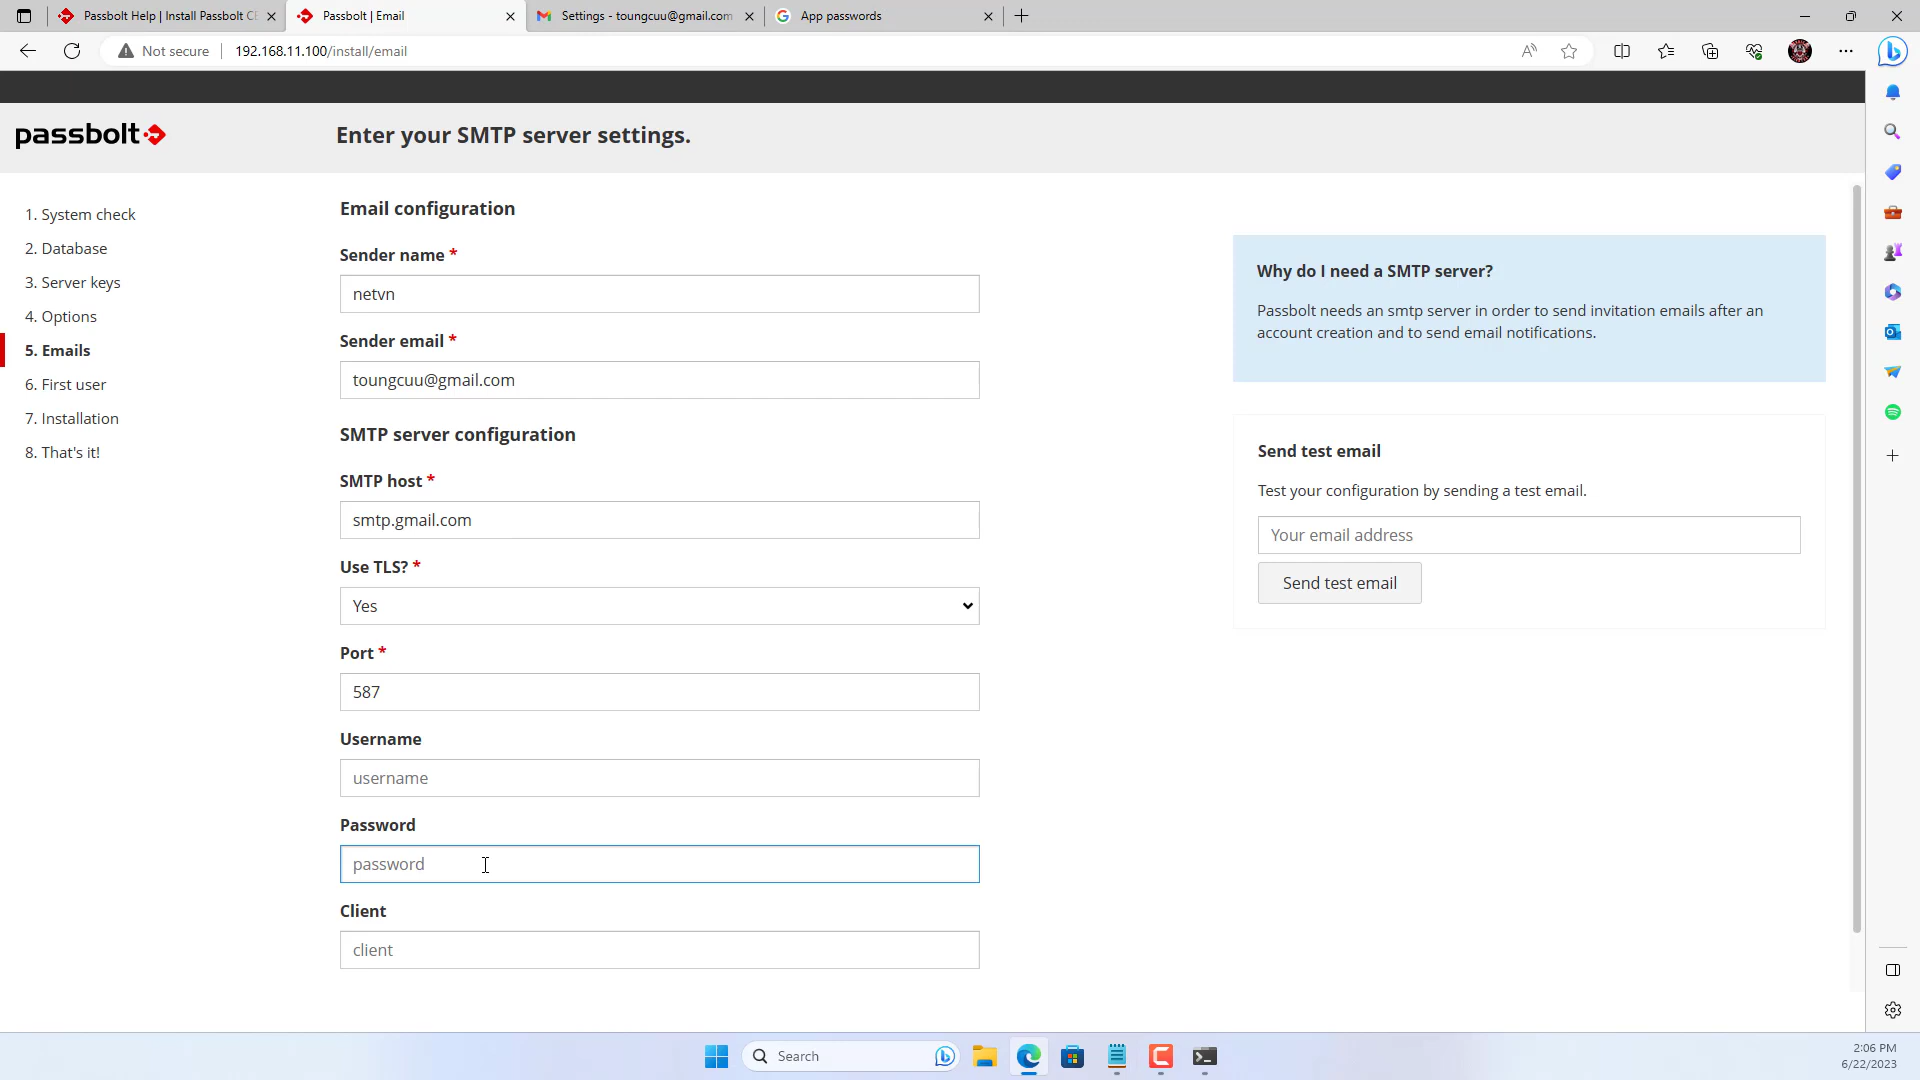 Passbolt Help | Install Passbolt CE
Passbolt | Email
Settings - toungcuu@gmail.com
App passwords
Not secure
192.168.11.100/install/email
passbolt
Enter your SMTP server settings.
1. System check
2. Database
3. Server keys
4. Options
5. Emails
6. First user
7. Installation
8. That's it!
Email configuration
Sender name *
netvn
Sender email *
toungcuu@gmail.com
SMTP server configuration
SMTP host *
smtp.gmail.com
Use TLS? *
Yes
Port *
587
Username
username
Password
password
Client
client
Why do I need a SMTP server?
Passbolt needs an smtp server in order to send invitation emails after an
account creation and to send email notifications.
Send test email
Test your configuration by sending a test email.
Your email address
Send test email
Search
2:06 PM
6/22/2023